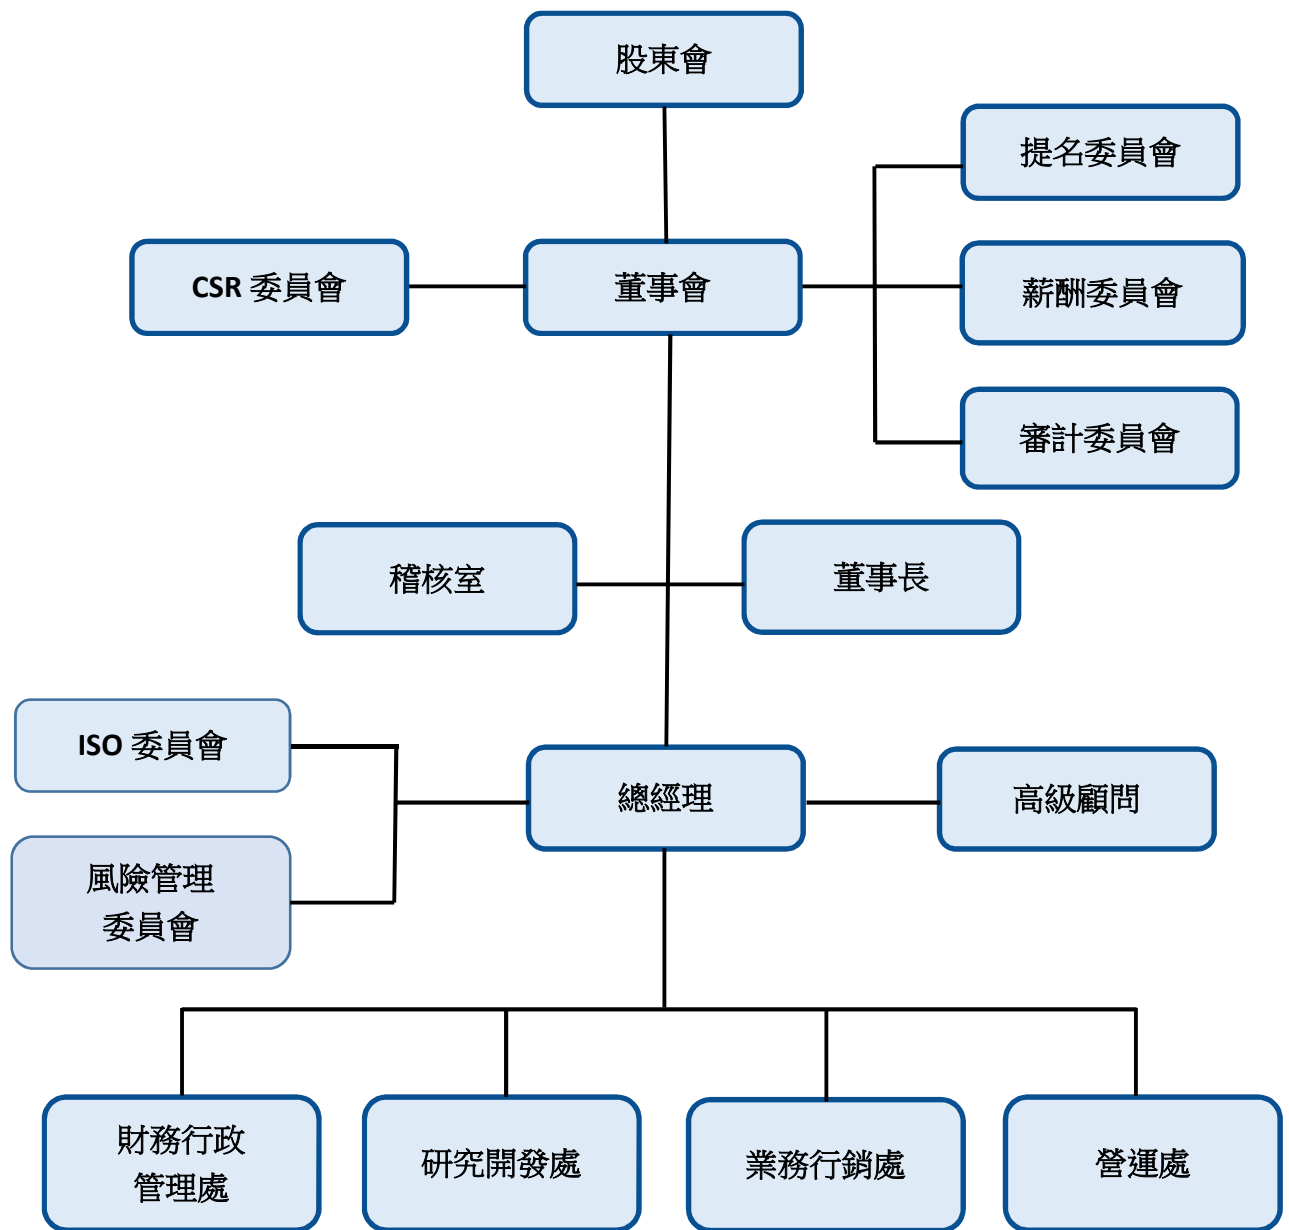 股東會
提名委員會
CSR 委員會
董事會
薪酬委員會
審計委員會
稽核室
董事長
ISO 委員會
總經理
高級顧問
風險管理
委員會
財務行政
管理處
研究開發處
業務行銷處
營運處